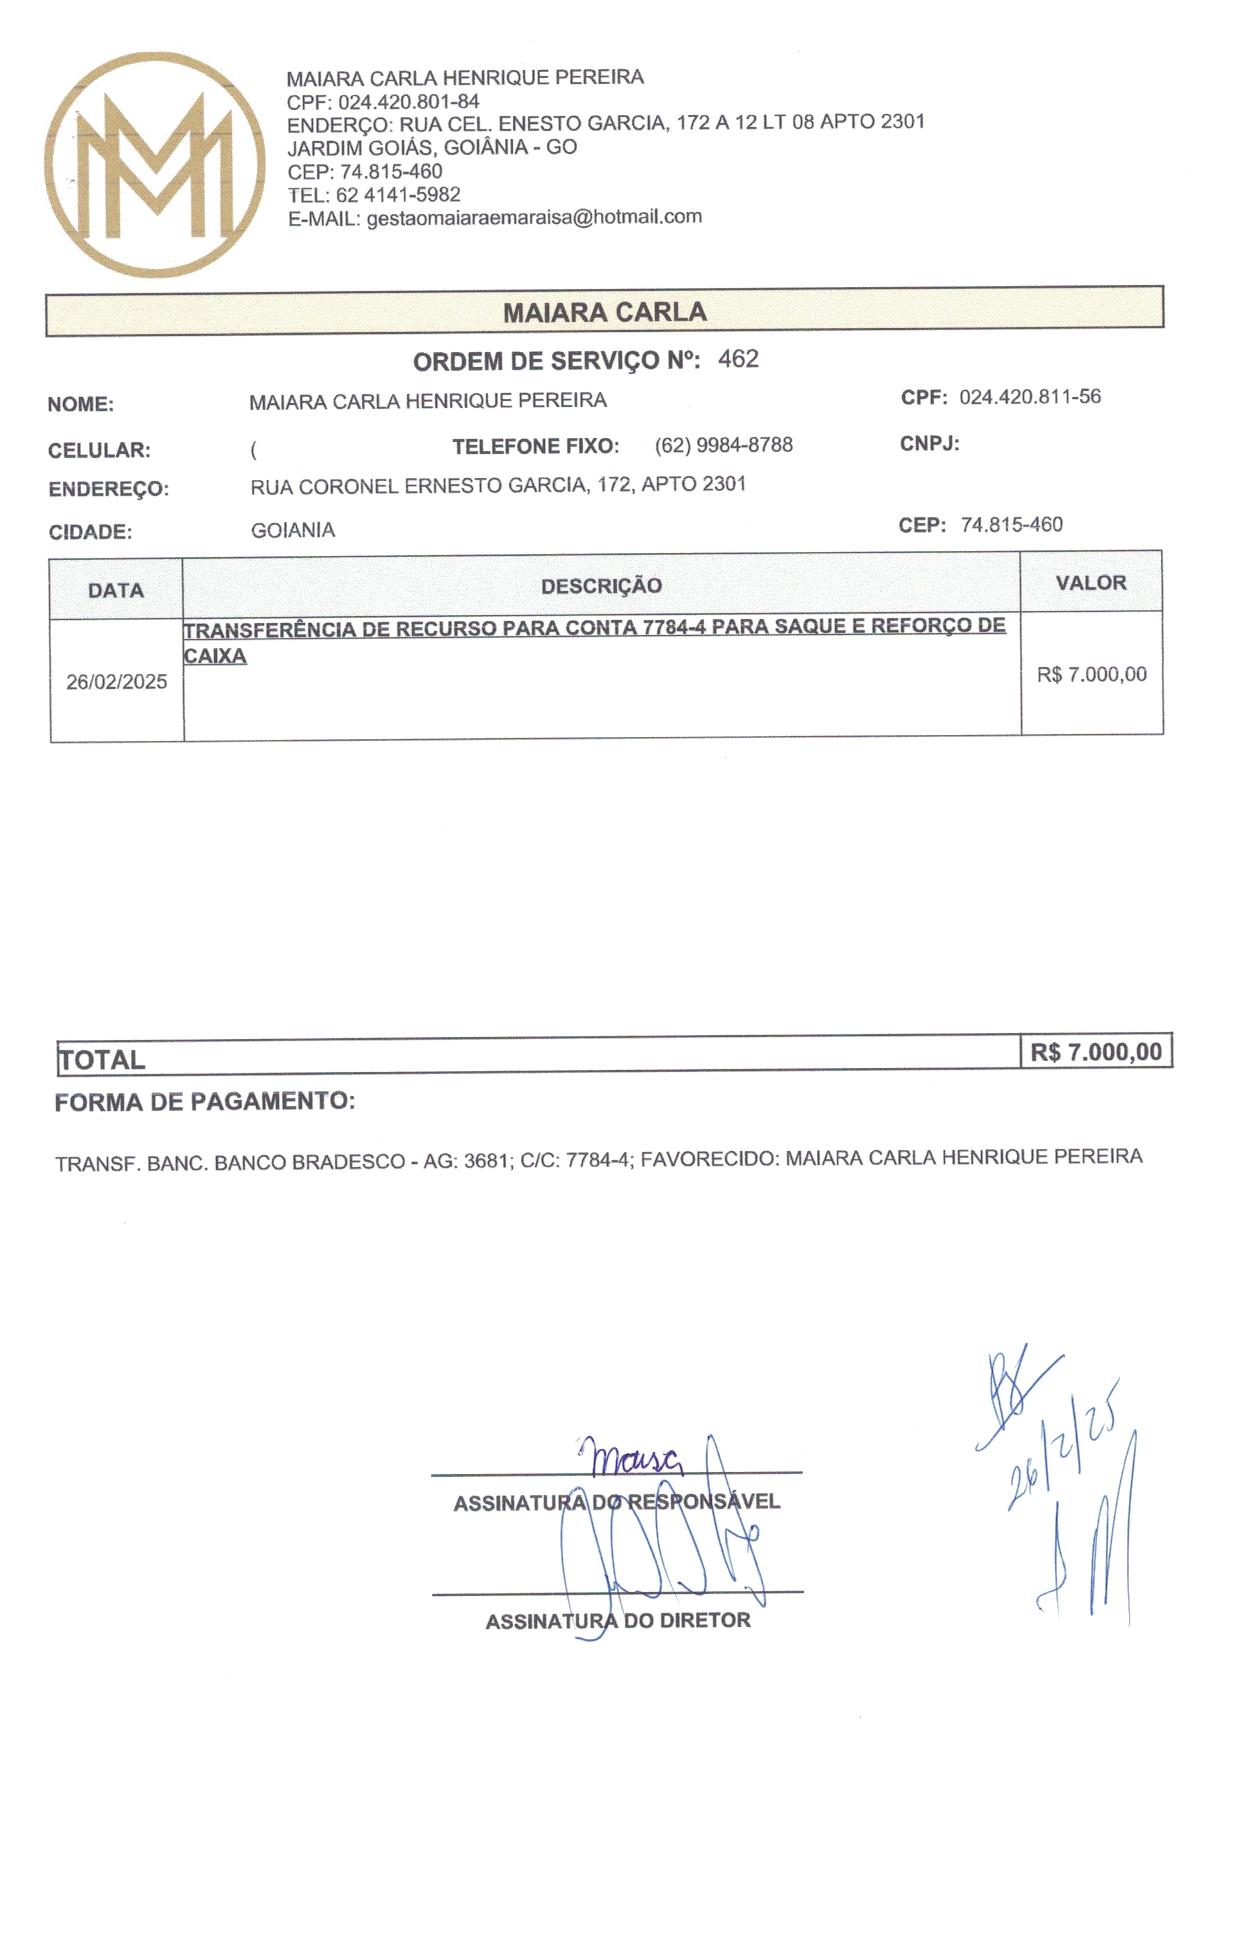 MAIARA CARLA HENRIQUE PEREIRA
CPF: 024.420.801-84
ENDERÇO: RUA CEL. ENESTO GARCIA, 172 A 12 LT 08 APTO 2301
JARDIM GOIÁS, GOIÂNIA - GO
CEP: 74.815-460
TEL: 62 4141-5982
E-MAIL: gestaomaiaraemaraisa@hotmail.com
MAIARA CARLA
ORDEM DE SERVIÇO Nº: 462
NOME: MAIARA CARLA HENRIQUE PEREIRA CPF: 024.420.811-56
CELULAR: ( TELEFONE FIXO: (62) 9984-8788 CNPJ:
ENDEREÇO: RUA CORONEL ERNESTO GARCIA, 172, APTO 2301
CIDADE: GOIANIA CEP: 74.815-460
DATA DESCRIÇÃO VALOR
TRANSFERÊNCIA DE RECURSO PARA CONTA 7784-4 PARA SAQUE E REFORÇO DE
CAIXA
26/02/2025 R$ 7.000,00
TOTAL R$ 7.000,00
FORMA DE PAGAMENTO:
TRANSF. BANC. BANCO BRADESCO - AG: 3681; C/C: 7784-4; FAVORECIDO: MAIARA CARLA HENRIQUE PEREIRA
26/2/25
ASSINATURA DO RESPONSÁVEL
ASSINATURA DO DIRETOR